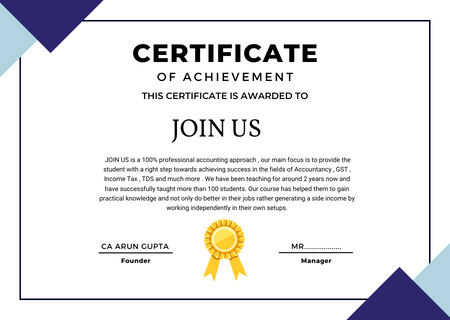 CERTIFICATE
OF ACHIEVEMENT
THIS CERTIFICATE IS AWARDED TO
JOIN US
JOIN US is a 100% professional accounting approach , our main focus is to provide the
student with a right step towards achieving success in the fields of Accountancy , GST ,
Income Tax , TDS and much more . We have been teaching for around 2 years now and
have successfully taught more than 100 students. Our course has helped them to gain
practical knowledge and not only do better in their jobs rather generating a side income by
working independently in their own setups.
CA ARUN GUPTA
Founder
MR..................
Manager